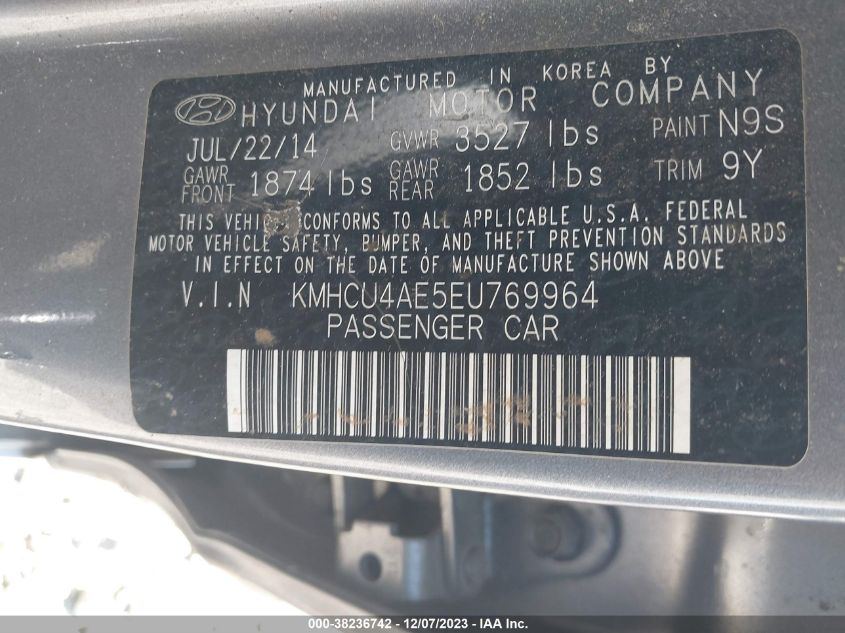 MANUFACTURED IN KOREA BY
HYUNDAI MOTOR COMPANY
JUL/22/14 GVWR 3527 lbs PAINT N9S
GAWR FRONT 1874 lbs GAWR REAR 1852 lbs TRIM 9Y
THIS VEHICLE CONFORMS TO ALL APPLICABLE U.S.A. FEDERAL
MOTOR VEHICLE SAFETY, BUMPER, AND THEFT PREVENTION STANDARDS
IN EFFECT ON THE DATE OF MANUFACTURE SHOWN ABOVE
V.I.N KMHCU4AE5EU769964
PASSENGER CAR
000-38236742 - 12/07/2023 - IAA Inc.